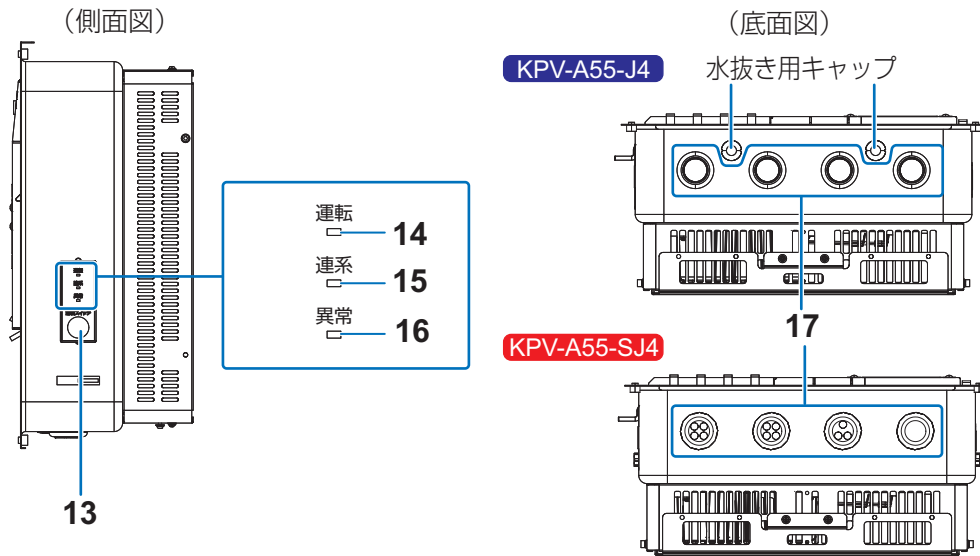 （側面図）
運転
14
連系
15
異常
16
13
（底面図）
KPV-A55-J4
水抜き用キャップ
17
KPV-A55-SJ4